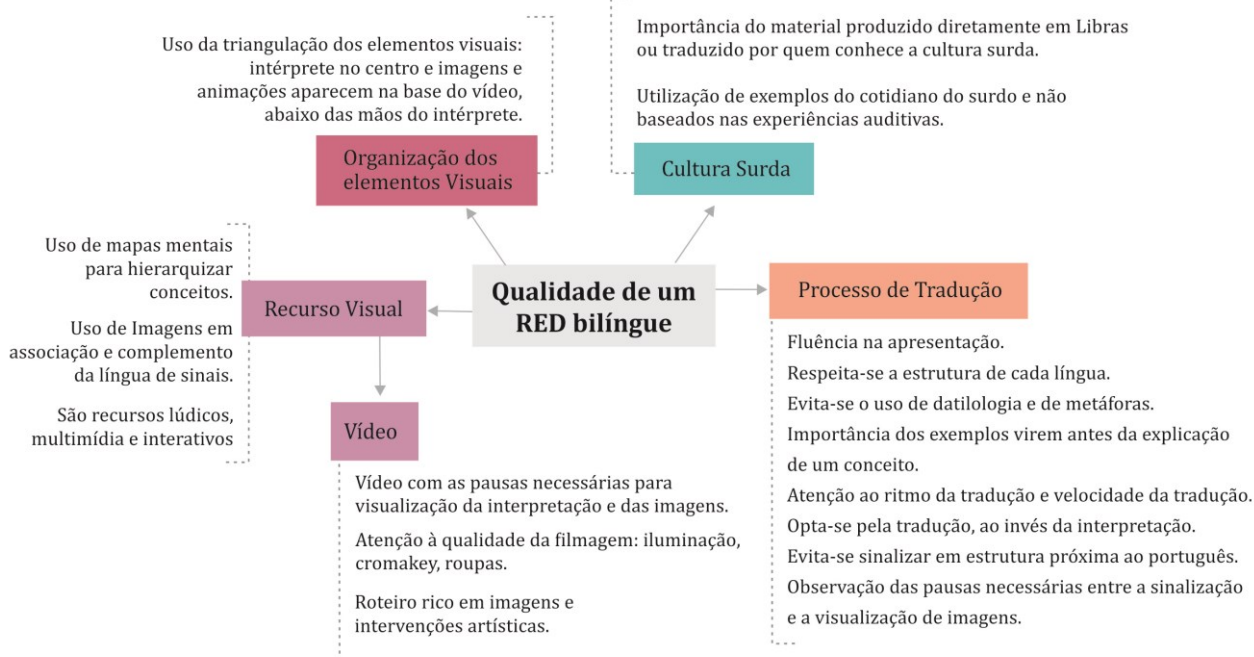 Uso da triangulação dos elementos visuais:
intérprete no centro e imagens e
animações aparecem na base do vídeo,
abaixo das mãos do intérprete.
Organização dos
elementos Visuais
Importância do material produzido diretamente em Libras
ou traduzido por quem conhece a cultura surda.
Utilização de exemplos do cotidiano do surdo e não
baseados nas experiências auditivas.
Cultura Surda
Qualidade de um
RED bilíngue
Uso de mapas mentais
para hierarquizar
conceitos.
Uso de Imagens em
associação e complemento
da língua de sinais.
São recursos lúdicos,
multimídia e interativos
Recurso Visual
Vídeo
Vídeo com as pausas necessárias para
visualização da interpretação e das imagens.
Atenção à qualidade da filmagem: iluminação,
cromakey, roupas.
Roteiro rico em imagens e
intervenções artísticas.
Processo de Tradução
Fluência na apresentação.
Respeita-se a estrutura de cada língua.
Evita-se o uso de datilologia e de metáforas.
Importância dos exemplos virem antes da explicação
de um conceito.
Atenção ao ritmo da tradução e velocidade da tradução.
Opta-se pela tradução, ao invés da interpretação.
Evita-se sinalizar em estrutura próxima ao português.
Observação das pausas necessárias entre a sinalização
e a visualização de imagens.